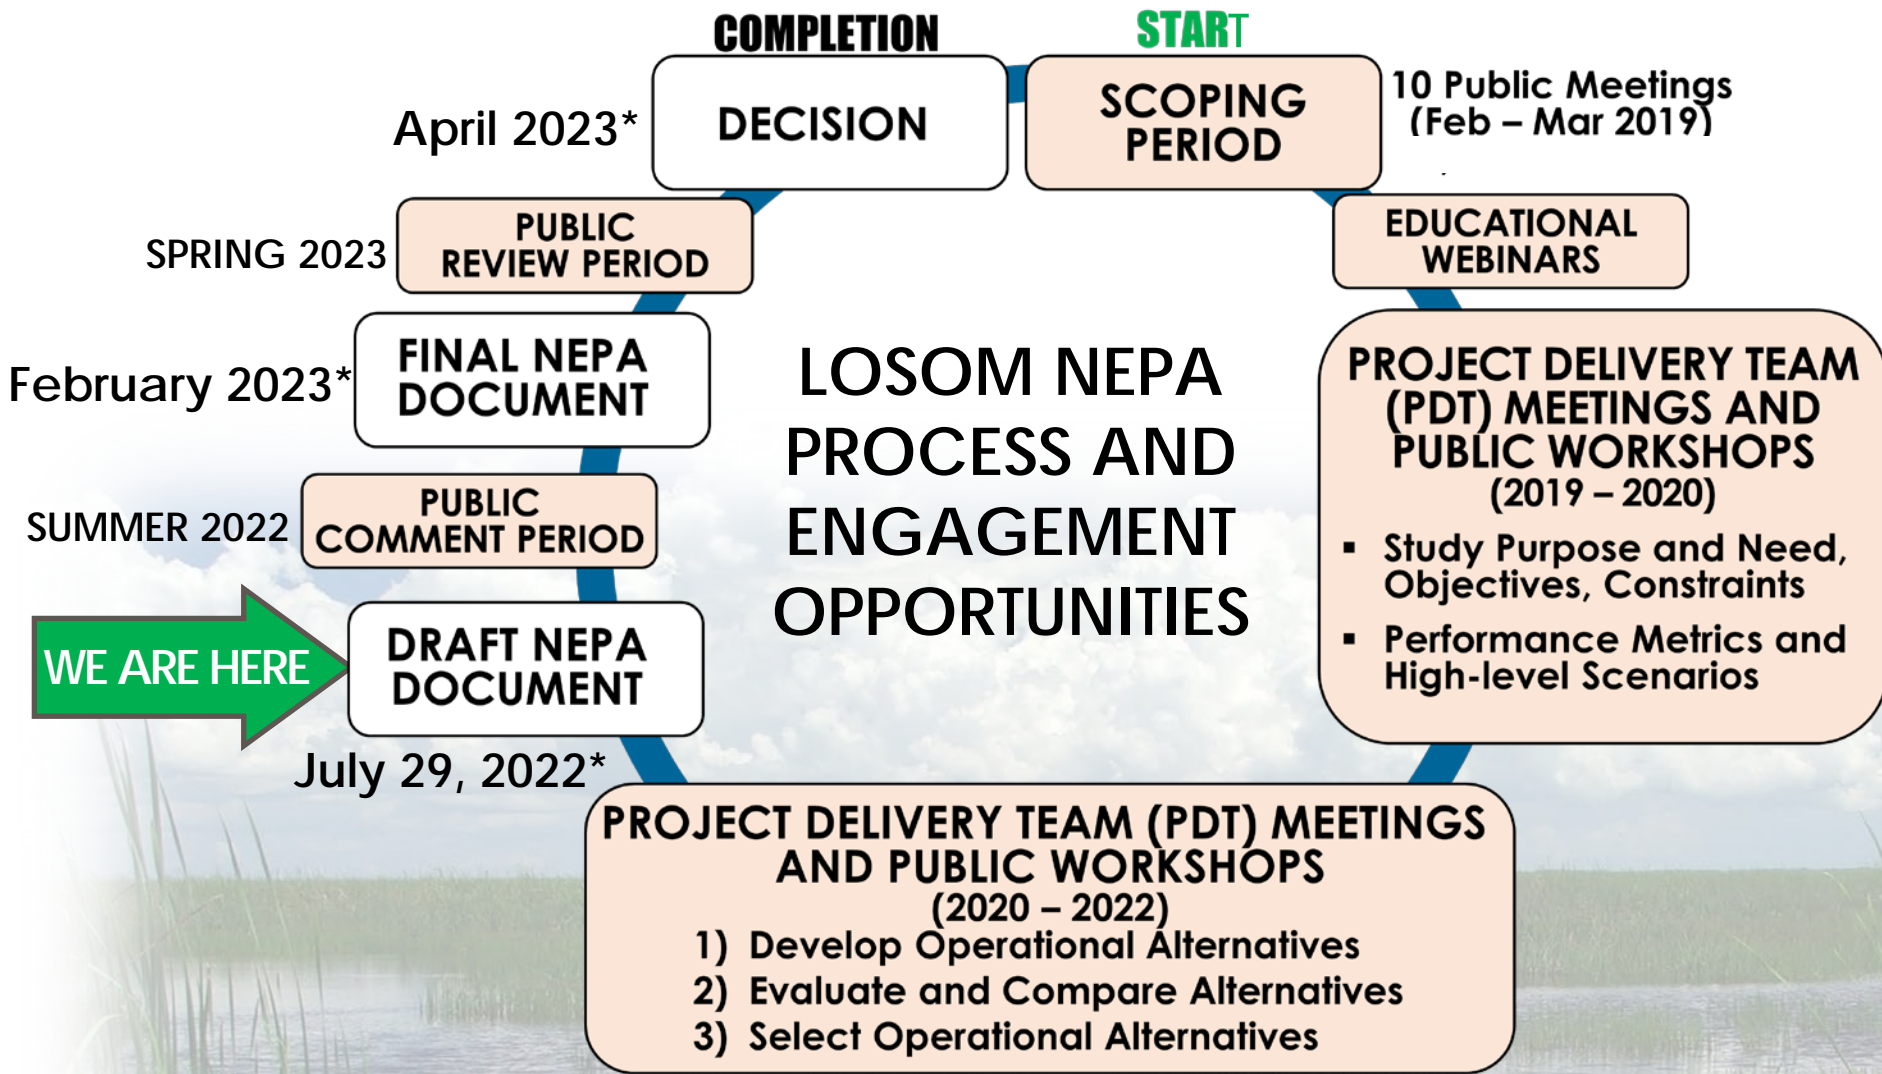 COMPLETION
START
DECISION
April 2023*
SCOPING
PERIOD
10 Public Meetings
(Feb – Mar 2019)
EDUCATIONAL
WEBINARS
PROJECT DELIVERY TEAM
(PDT) MEETINGS AND
PUBLIC WORKSHOPS
(2019 – 2020)
▪ Study Purpose and Need,
Objectives, Constraints
▪ Performance Metrics and
High-level Scenarios
PROJECT DELIVERY TEAM (PDT) MEETINGS
AND PUBLIC WORKSHOPS
(2020 – 2022)
1) Develop Operational Alternatives
2) Evaluate and Compare Alternatives
3) Select Operational Alternatives
WE ARE HERE
DRAFT NEPA
DOCUMENT
July 29, 2022*
SUMMER 2022
PUBLIC
COMMENT PERIOD
February 2023*
FINAL NEPA
DOCUMENT
SPRING 2023
PUBLIC
REVIEW PERIOD
LOSOM NEPA
PROCESS AND
ENGAGEMENT
OPPORTUNITIES